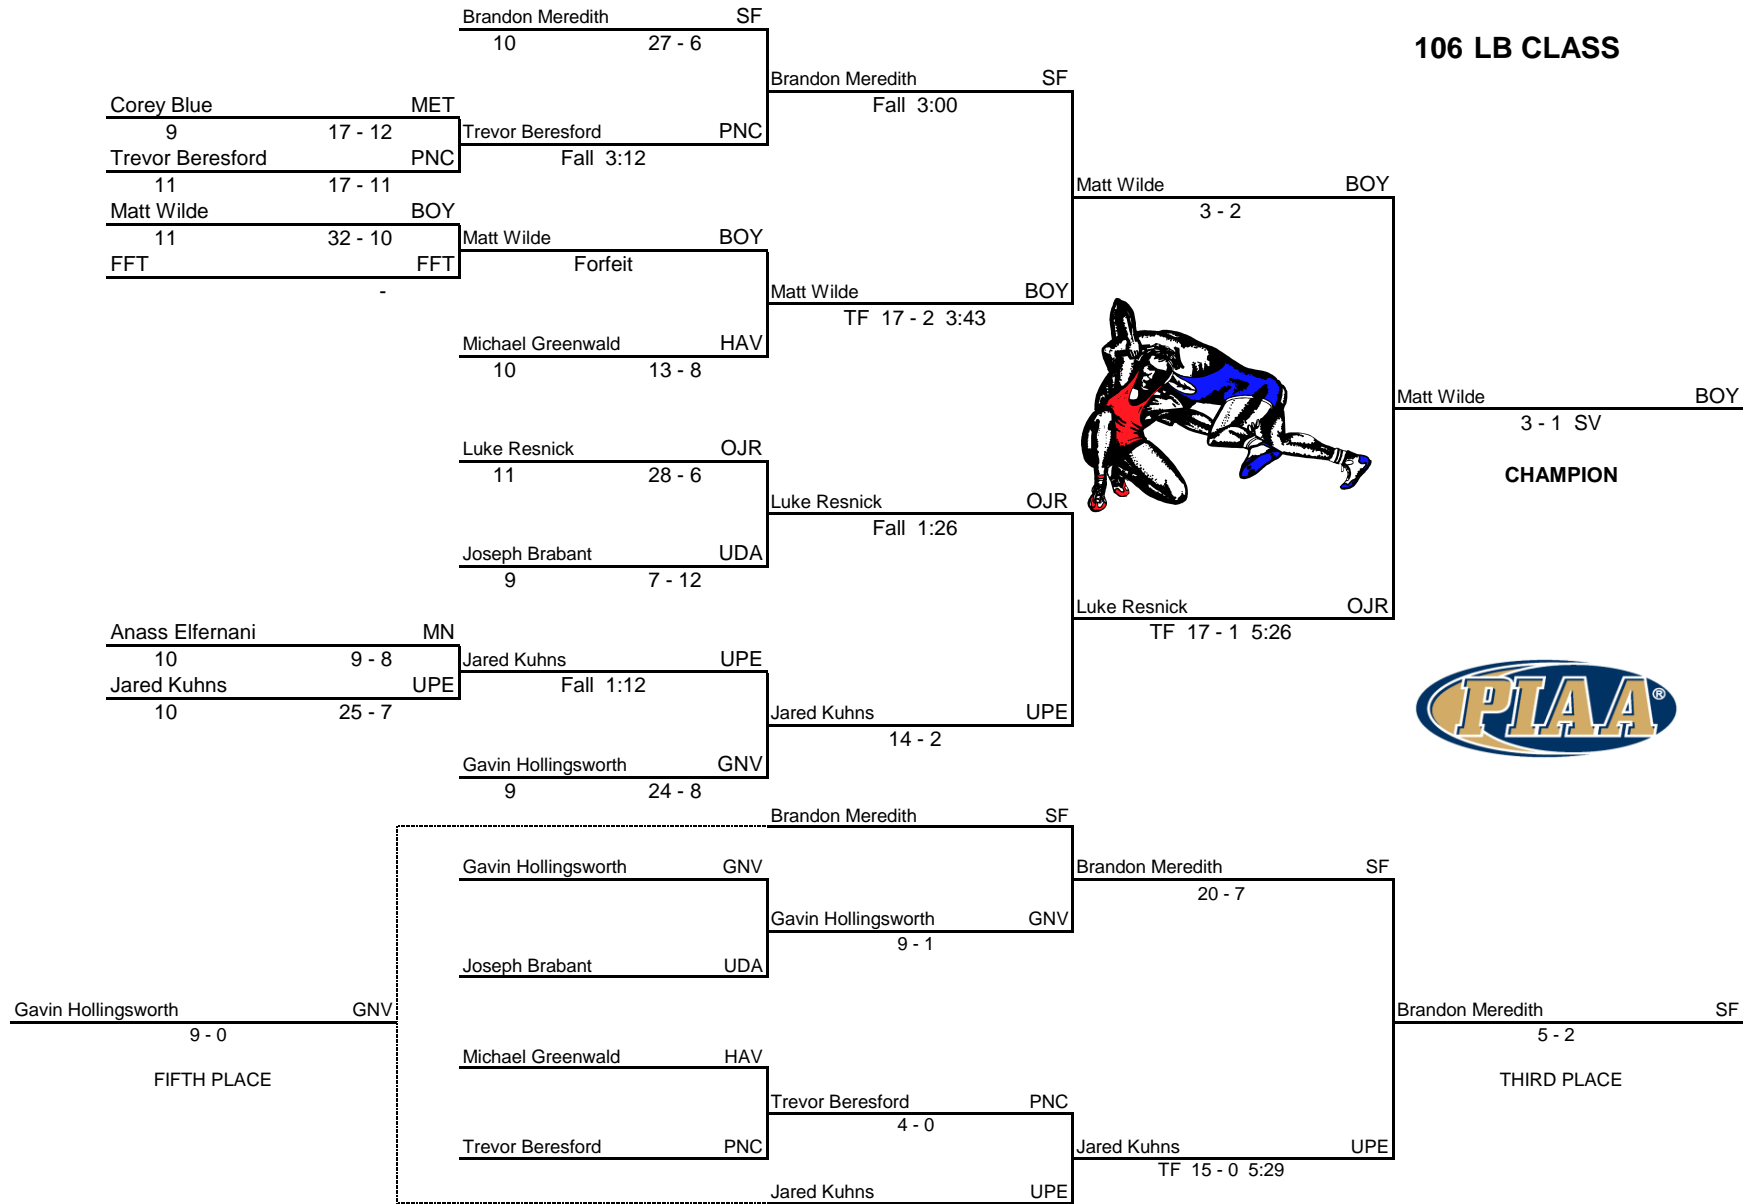 106 LB CLASS
Brandon Meredith SF
10 27 - 6
Brandon Meredith SF
Fall 3:00
Corey Blue MET
9 17 - 12
Trevor Beresford PNC
Fall 3:12
Trevor Beresford PNC
11 17 - 11
Matt Wilde BOY
3 - 2
Matt Wilde BOY
11 32 - 10
Matt Wilde BOY
Forfeit
FFT FFT
-
Matt Wilde BOY
TF 17 - 2 3:43
Michael Greenwald HAV
10 13 - 8
Matt Wilde BOY
3 - 1 SV
CHAMPION
Luke Resnick OJR
11 28 - 6
Luke Resnick OJR
Fall 1:26
Joseph Brabant UDA
9 7 - 12
Luke Resnick OJR
TF 17 - 1 5:26
Anass Elfernani MN
10 9 - 8
Jared Kuhns UPE
Fall 1:12
Jared Kuhns UPE
10 25 - 7
Jared Kuhns UPE
14 - 2
PIAA®
Gavin Hollingsworth GNV
9 24 - 8
Brandon Meredith SF
Gavin Hollingsworth GNV
Brandon Meredith SF
20 - 7
Gavin Hollingsworth GNV
9 - 1
Joseph Brabant UDA
Gavin Hollingsworth GNV
9 - 0
FIFTH PLACE
Brandon Meredith SF
5 - 2
THIRD PLACE
Michael Greenwald HAV
Trevor Beresford PNC
4 - 0
Trevor Beresford PNC
Jared Kuhns UPE
TF 15 - 0 5:29
Jared Kuhns UPE